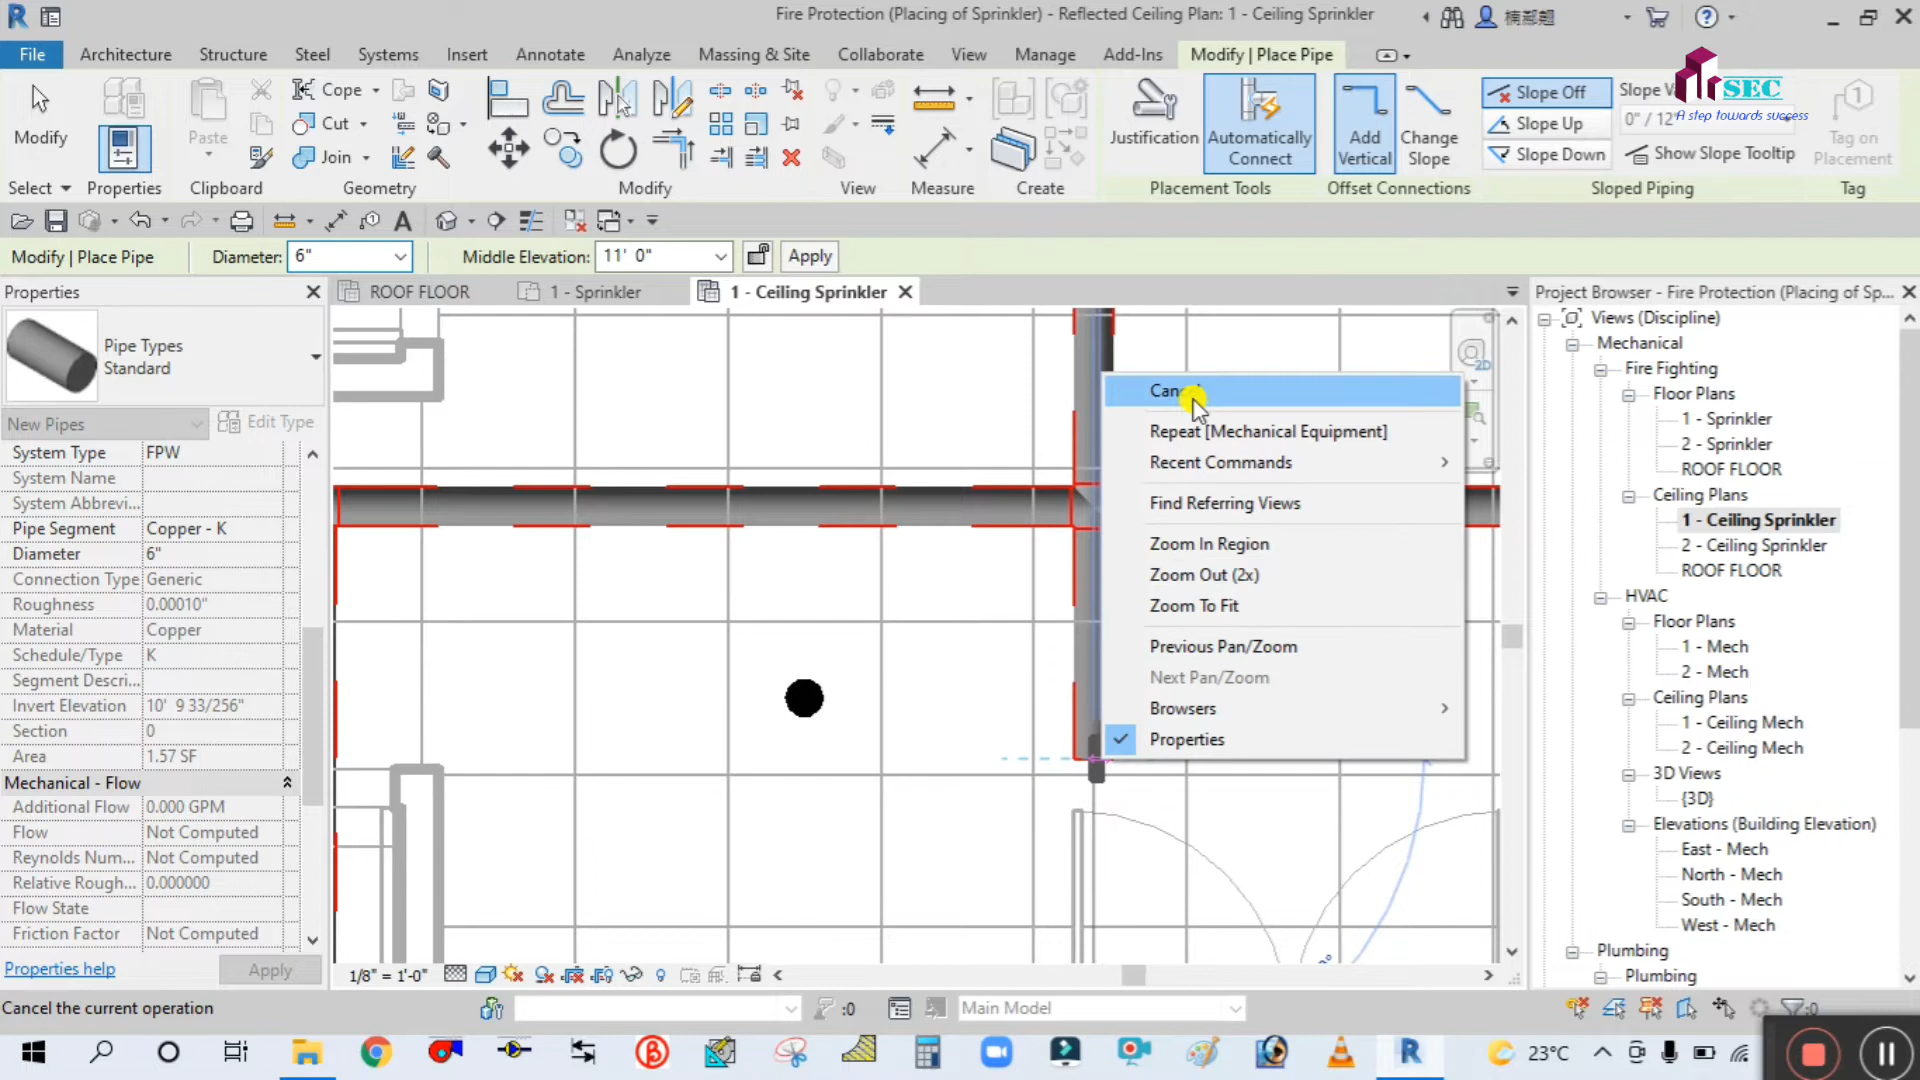 Fire Protection (Placing of Sprinkler) - Reflected Ceiling Plan: 1 - Ceiling Sprinkler
File Architecture Structure Steel Systems Insert Annotate Analyze Massing & Site Collaborate View Manage Add-Ins Modify | Place Pipe
SEC
A step towards success
Modify
Paste
Cope
Cut
Join
Justification
Automatically Connect
Add Vertical
Change Slope
Slope Off
Slope Up
Slope Down
0" / 12"
Show Slope Tooltip
Tag on Placement
Select Properties Clipboard Geometry Modify View Measure Create Placement Tools Offset Connections Sloped Piping Tag
Modify | Place Pipe Diameter: 6" Middle Elevation: 11' 0" Apply
Properties
ROOF FLOOR 1 - Sprinkler 1 - Ceiling Sprinkler
Project Browser - Fire Protection (Placing of Sp...
Pipe Types
Standard
New Pipes Edit Type
System Type FPW
System Name
System Abbrevi...
Pipe Segment Copper - K
Diameter 6"
Connection Type Generic
Roughness 0.00010"
Material Copper
Schedule/Type K
Segment Descri...
Invert Elevation 10' 9 33/256"
Section 0
Area 1.57 SF
Mechanical - Flow
Additional Flow 0.000 GPM
Flow Not Computed
Reynolds Num... Not Computed
Relative Rough... 0.000000
Flow State
Friction Factor Not Computed
Properties help Apply
2D
Repeat [Mechanical Equipment]
Recent Commands
Find Referring Views
Zoom In Region
Zoom Out (2x)
Zoom To Fit
Previous Pan/Zoom
Next Pan/Zoom
Browsers
Properties
Views (Discipline)
Mechanical
Fire Fighting
Floor Plans
1 - Sprinkler
2 - Sprinkler
ROOF FLOOR
Ceiling Plans
1 - Ceiling Sprinkler
2 - Ceiling Sprinkler
ROOF FLOOR
HVAC
Floor Plans
1 - Mech
2 - Mech
Ceiling Plans
1 - Ceiling Mech
2 - Ceiling Mech
3D Views
{3D}
Elevations (Building Elevation)
East - Mech
North - Mech
South - Mech
West - Mech
Plumbing
Plumbing
1/8" = 1'-0"
Cancel the current operation
:0
Main Model
:0
23°C